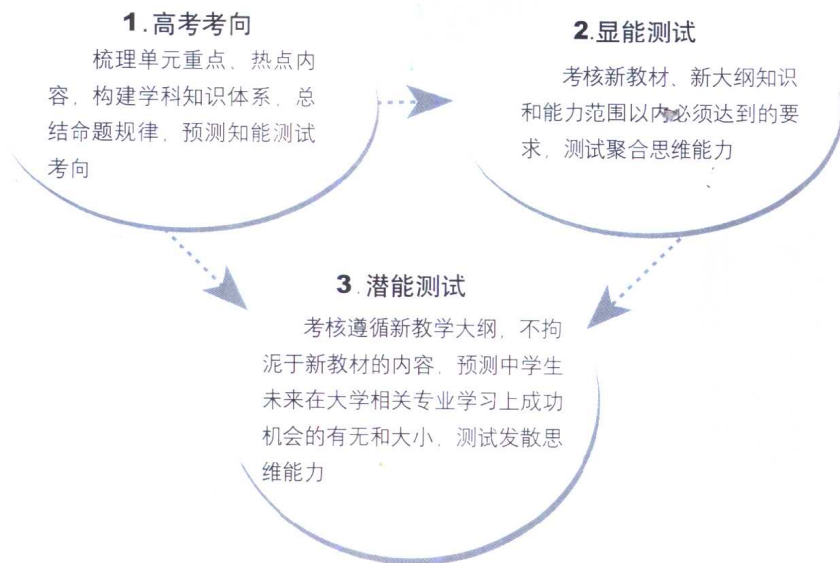 1.高考考向
梳理单元重点、热点内
容，构建学科知识体系，总
结命题规律，预测知能测试
考向
2.显能测试
考核新教材、新大纲知识
和能力范围以内必须达到的要
求，测试聚合思维能力
3.潜能测试
考核遵循新教学大纲，不拘
泥于新教材的内容，预测中学生
未来在大学相关专业学习上成功
机会的有无和大小，测试发散思
维能力